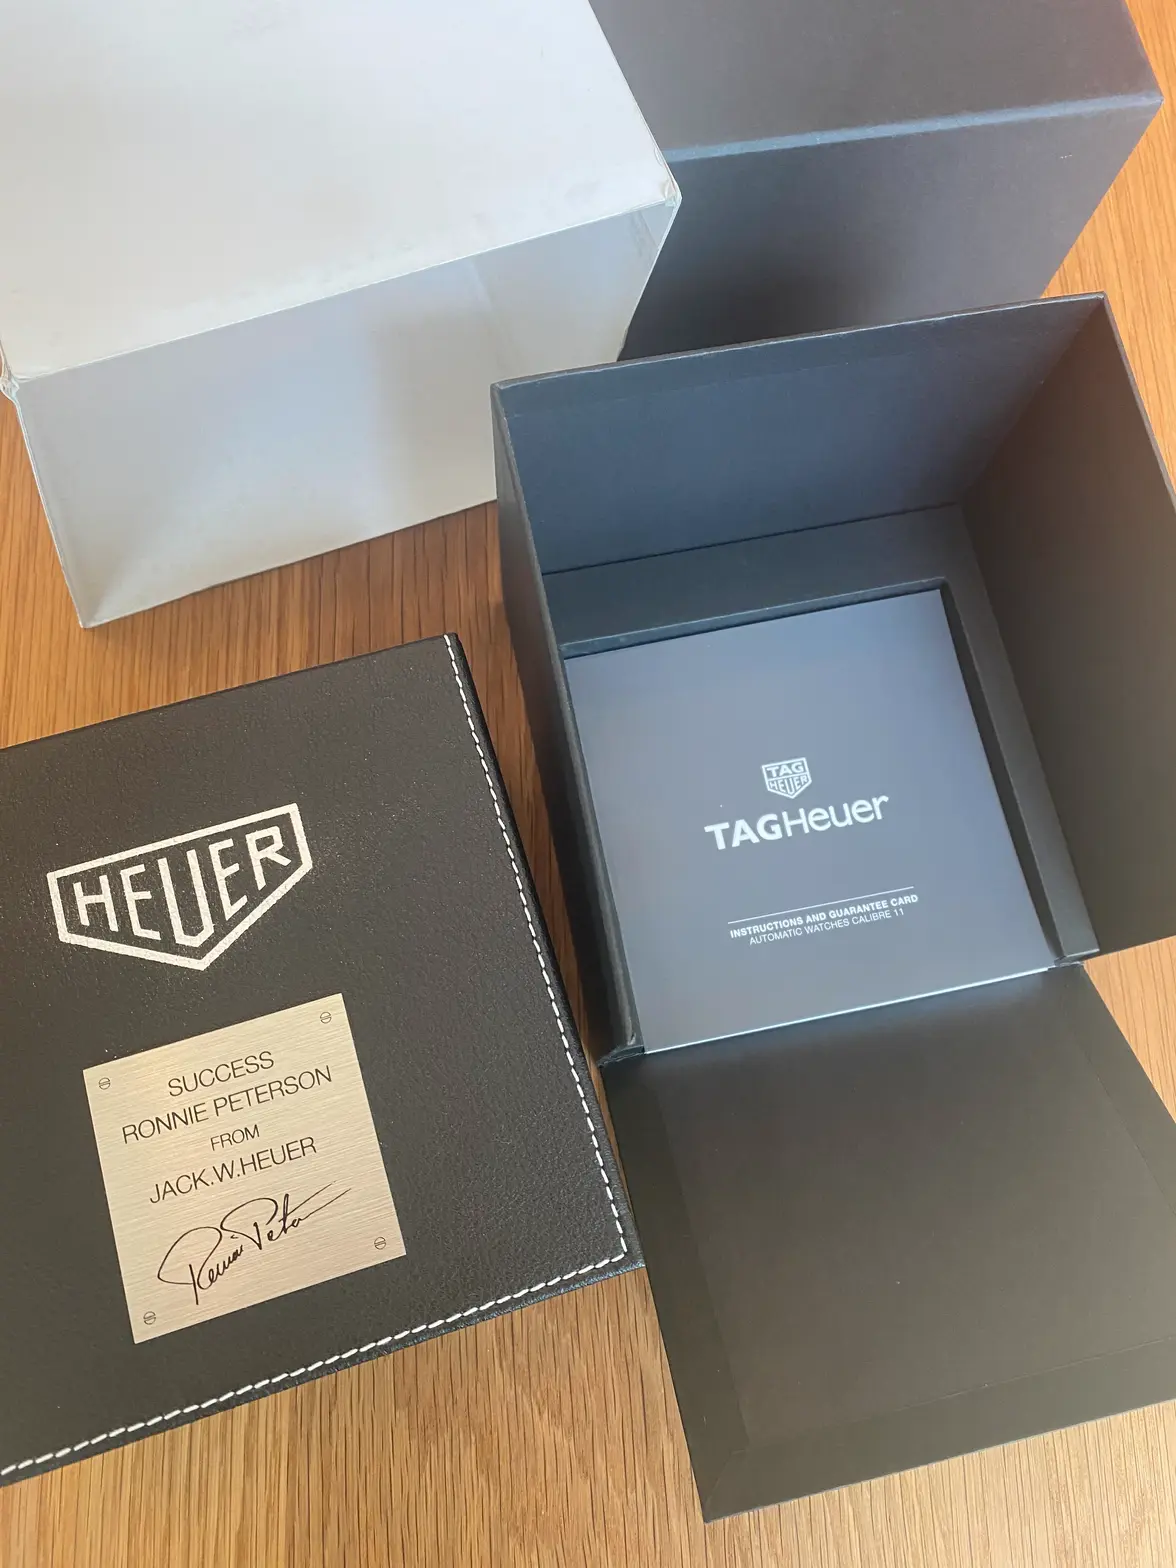 TAG
HEUER
TAGHeuer
INSTRUCTIONS AND GUARANTEE CARD
AUTOMATIC WATCHES CALIBRE 11
HEUER
SUCCESS
RONNIE PETERSON
FROM
JACK.W.HEUER